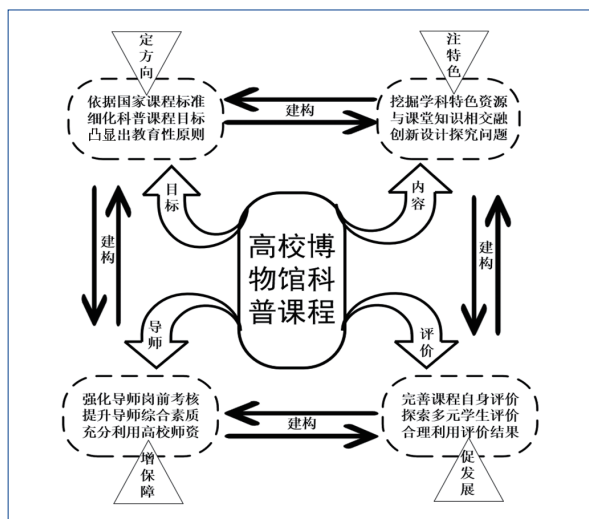 定方向
注特色
依据国家课程标准
细化科普课程目标
凸显出教育性原则
建构
挖掘学科特色资源
与课堂知识相交融
创新设计探究问题
目标
内容
建构
高校博
物馆科
普课程
建构
导师
评价
强化导师岗前考核
提升导师综合素质
充分利用高校师资
建构
完善课程自身评价
探索多元学生评价
合理利用评价结果
增保障
促发展